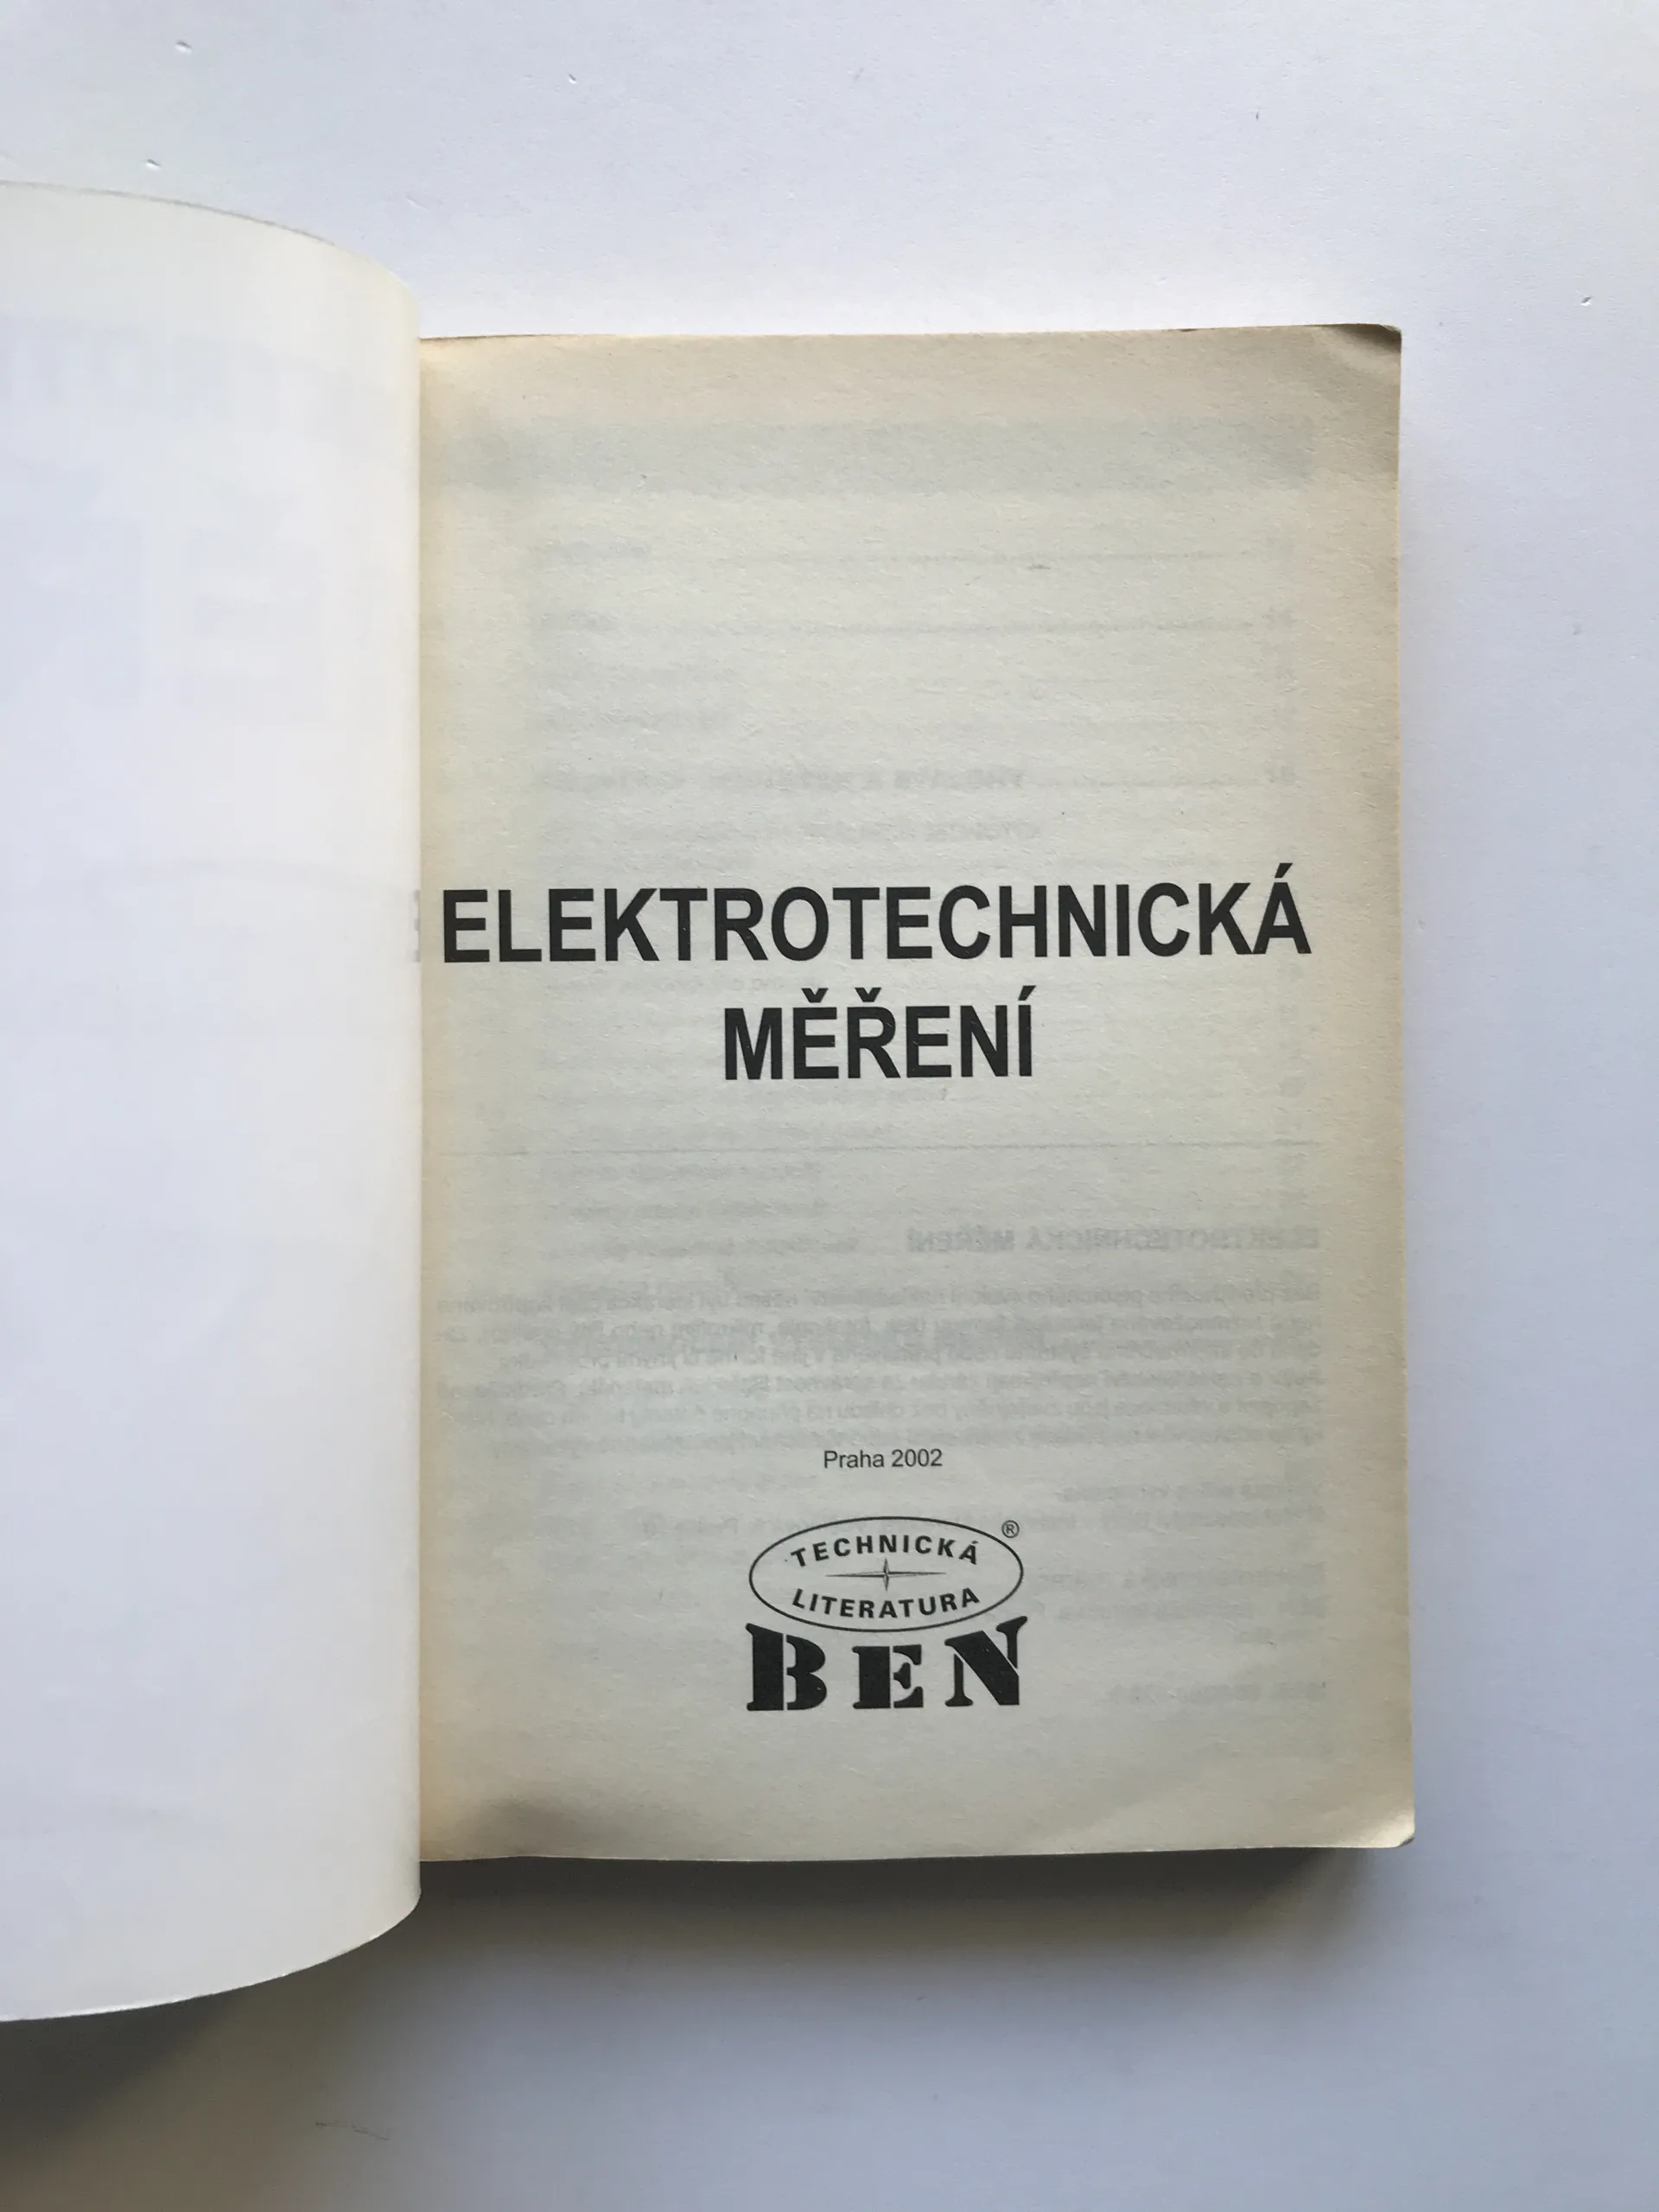 ELEKTROTECHNICKÁ
MĚŘENÍ
Praha 2002
TECHNICKÁ ®
LITERATURA
BEN